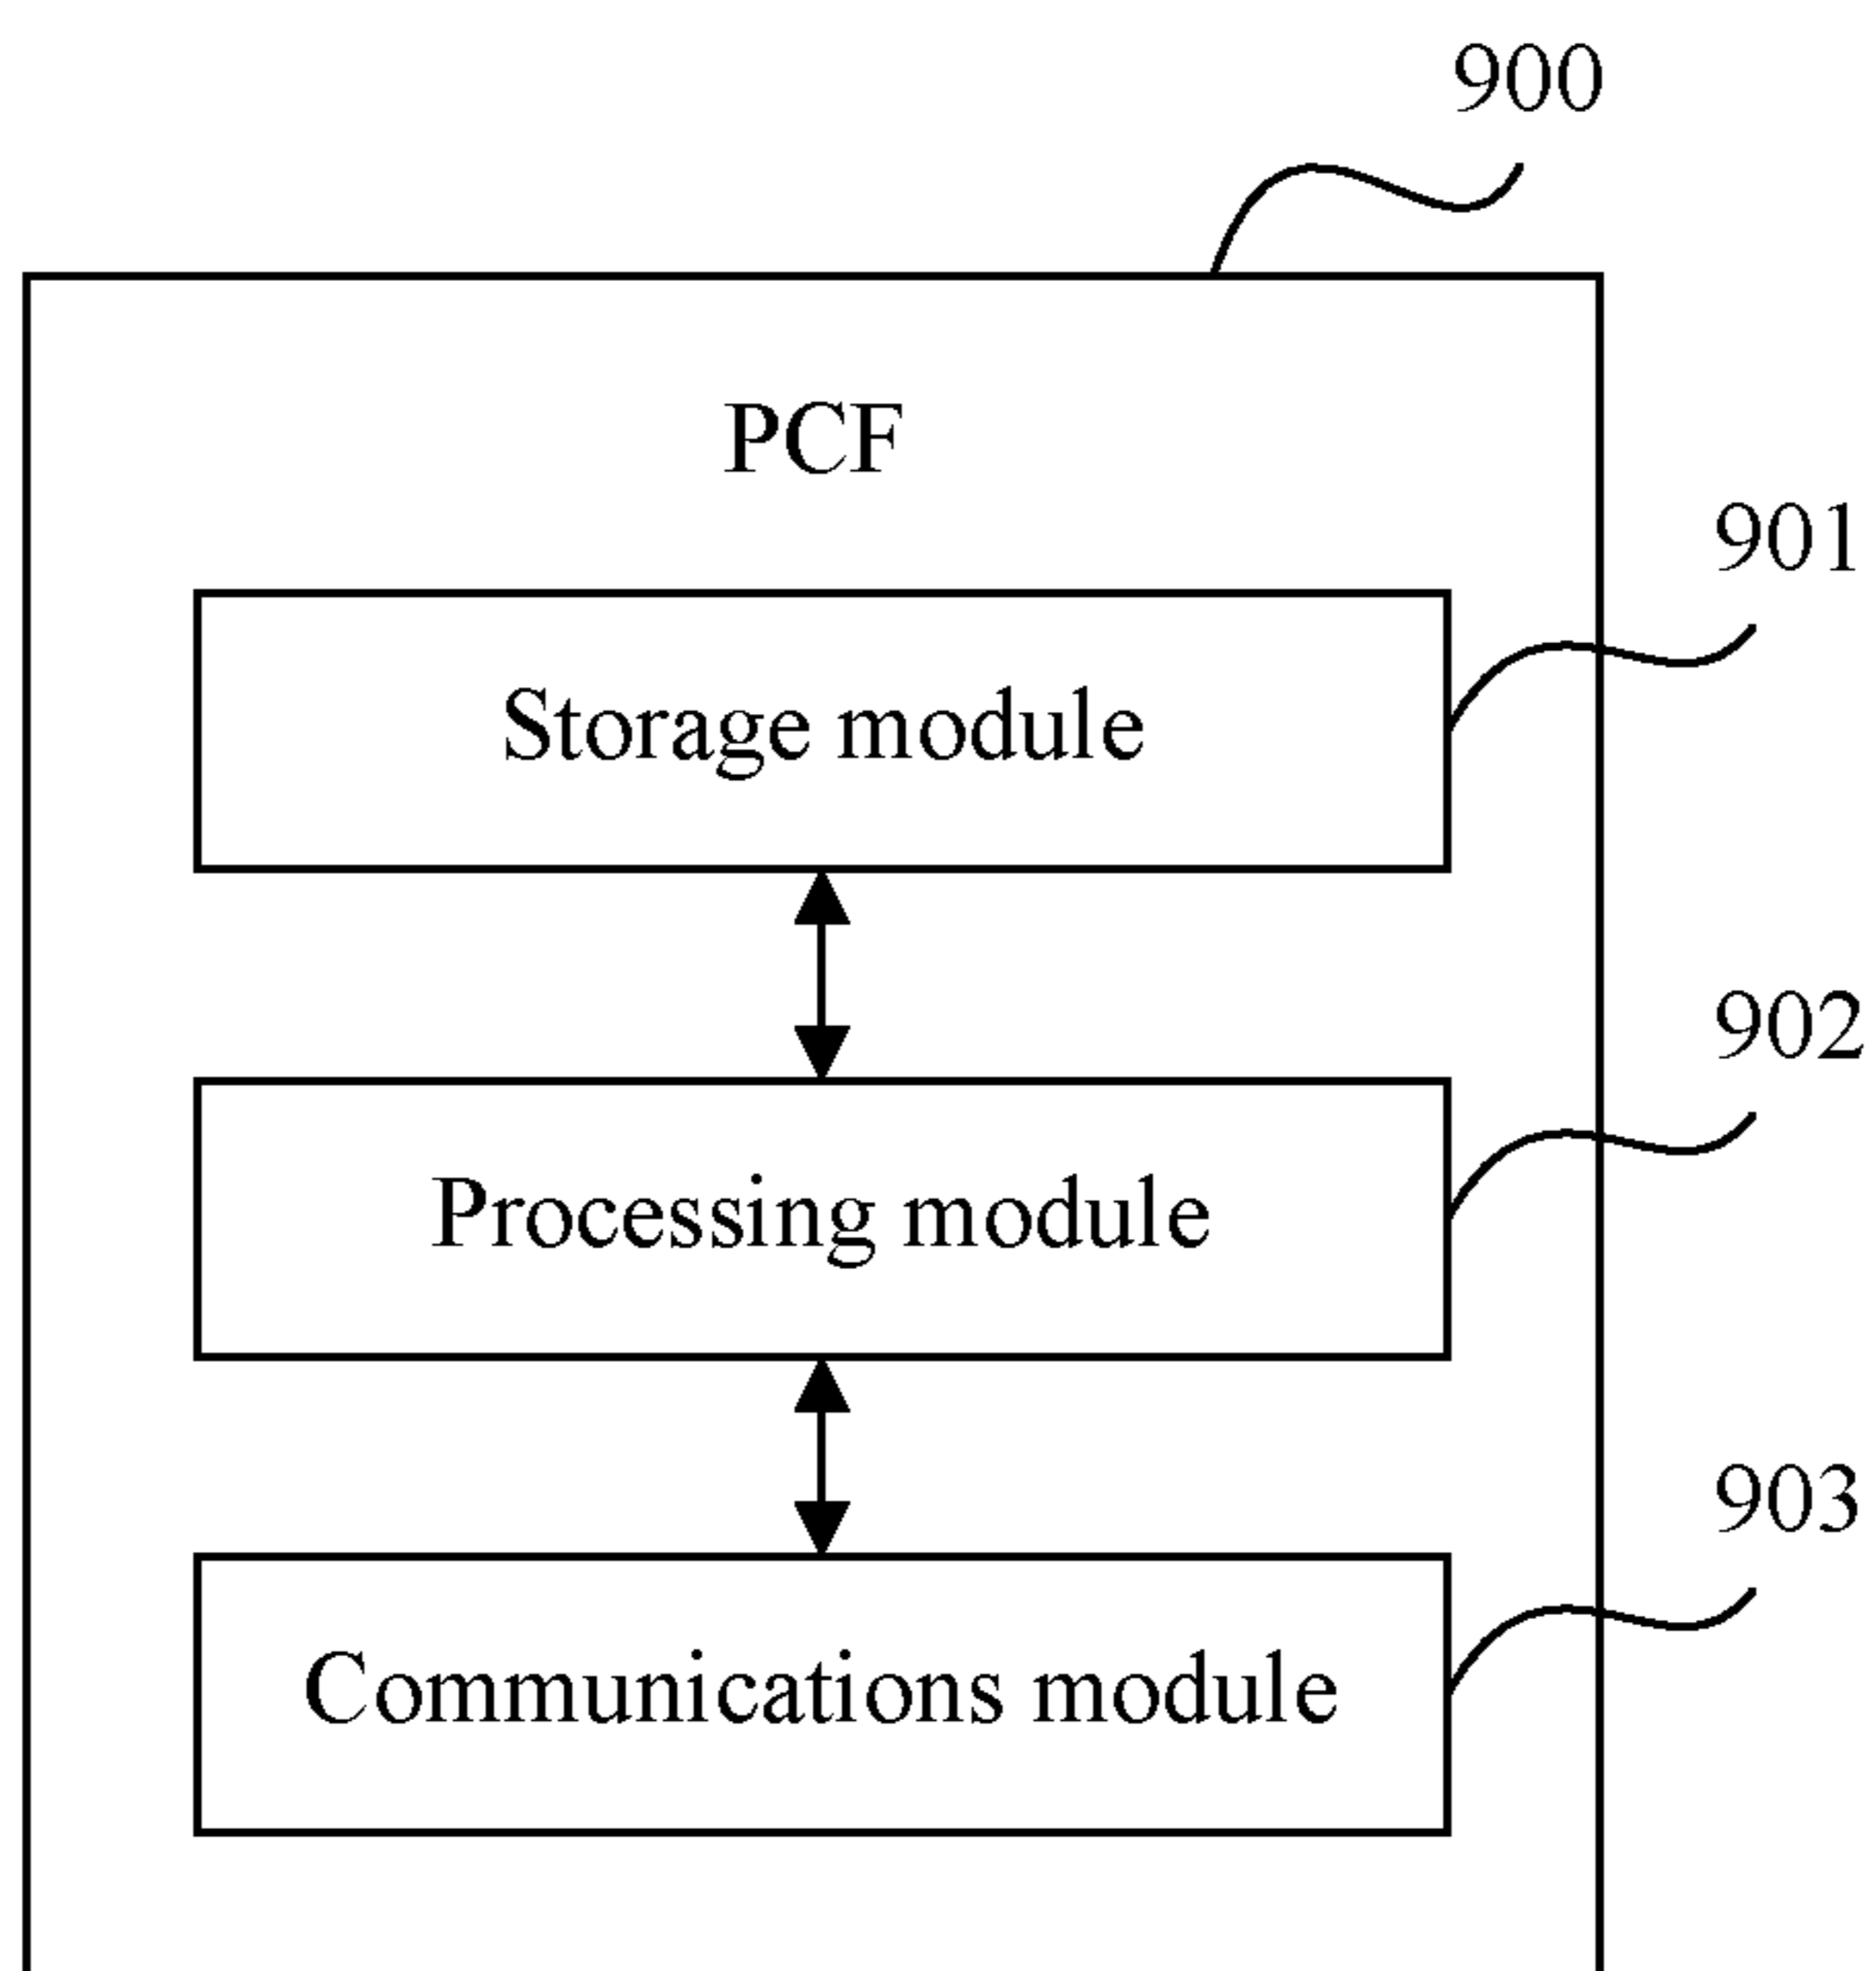 900
PCF
901
Storage module
902
Processing module
903
Communications module